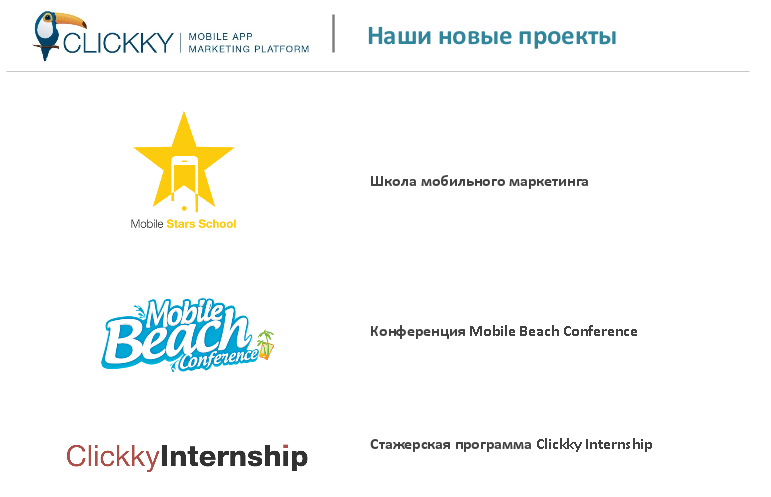 CLICKKY
MOBILE APP
MARKETING PLATFORM
Наши новые проекты
Mobile Stars School
Школа мобильного маркетинга
Mobile
Beach
Conference
Конференция Mobile Beach Conference
ClickkyInternship
Стажерская программа Clickky Internship